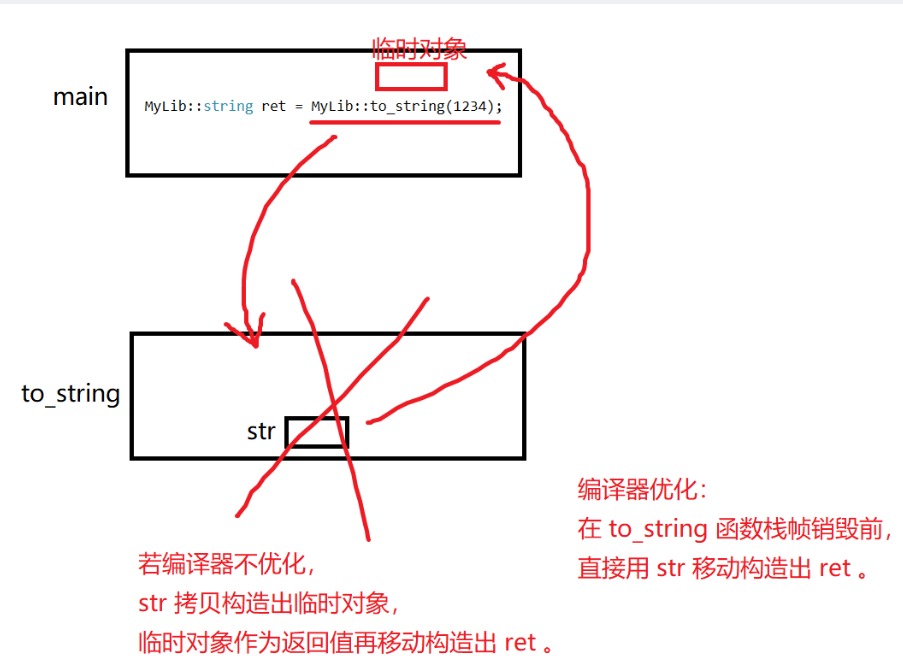 临时对象
main
MyLib::string ret = MyLib::to_string(1234);
to_string
str
编译器优化：
在 to_string 函数栈帧销毁前，
直接用 str 移动构造出 ret 。
若编译器不优化，
str 拷贝构造出临时对象，
临时对象作为返回值再移动构造出 ret 。